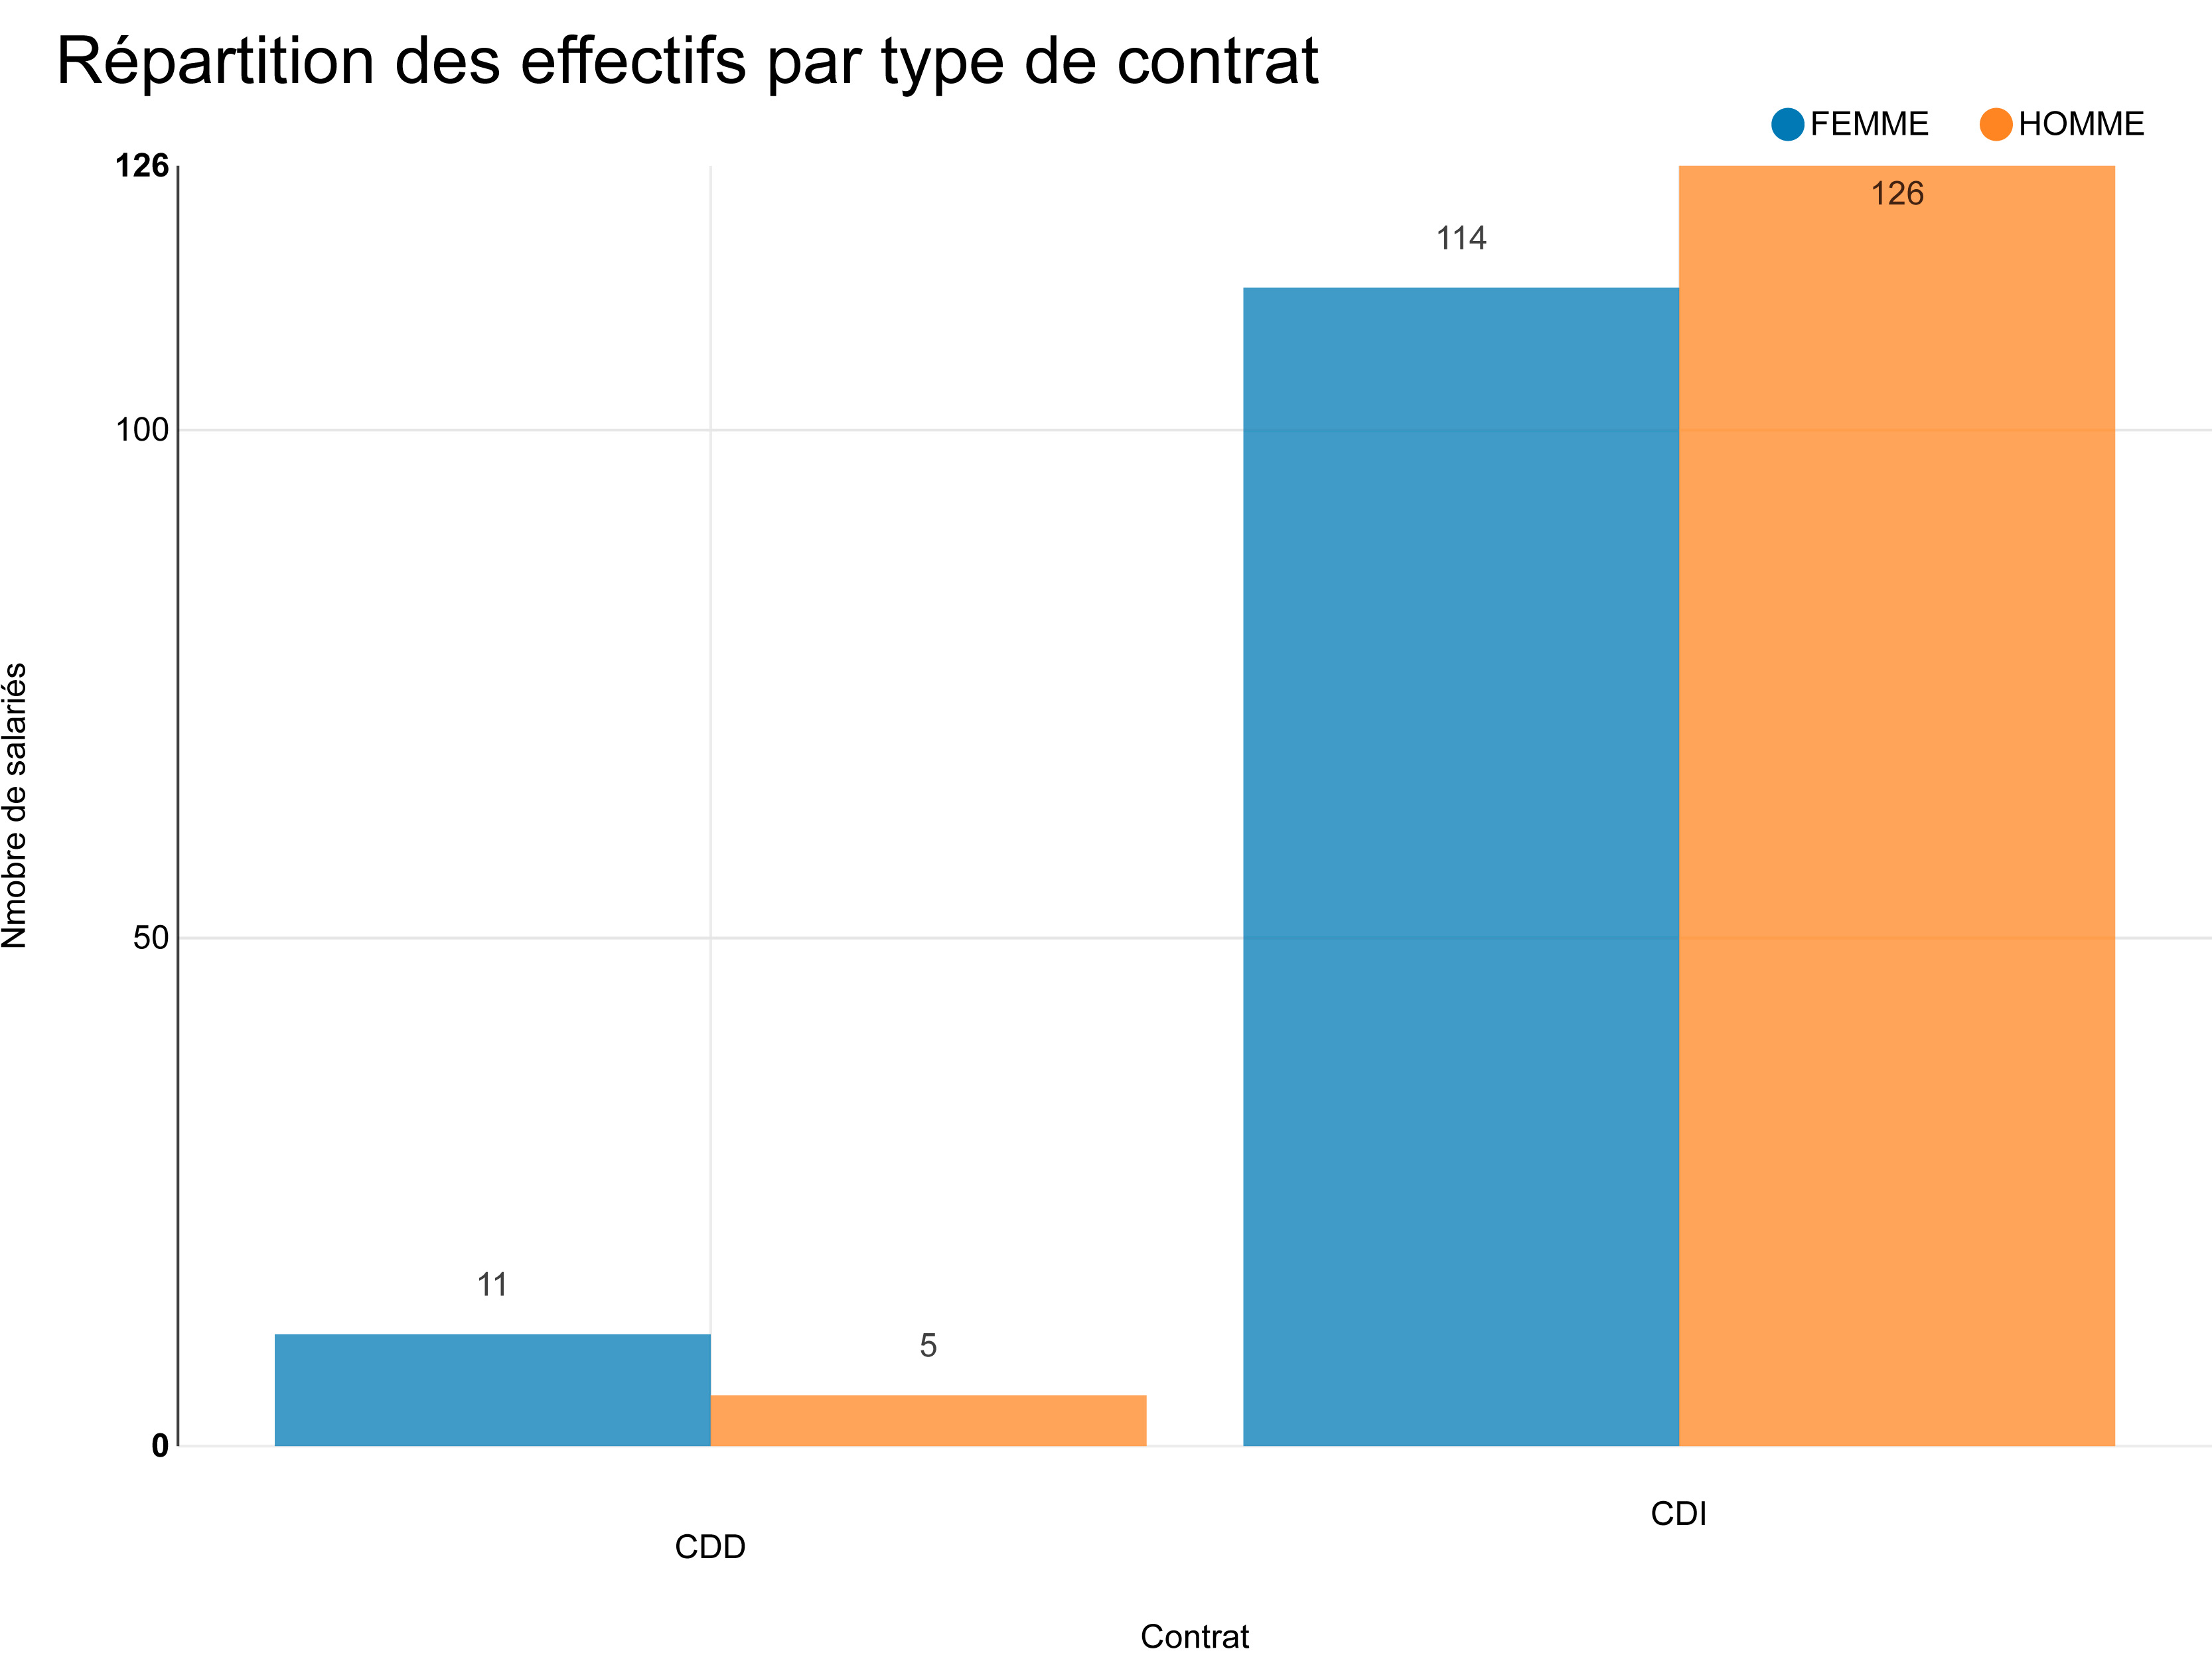 Répartition des effectifs par type de contrat
FEMME HOMME
126
126
114
100
Nmobre de salariés
50
11
5
0
CDI
CDD
Contrat